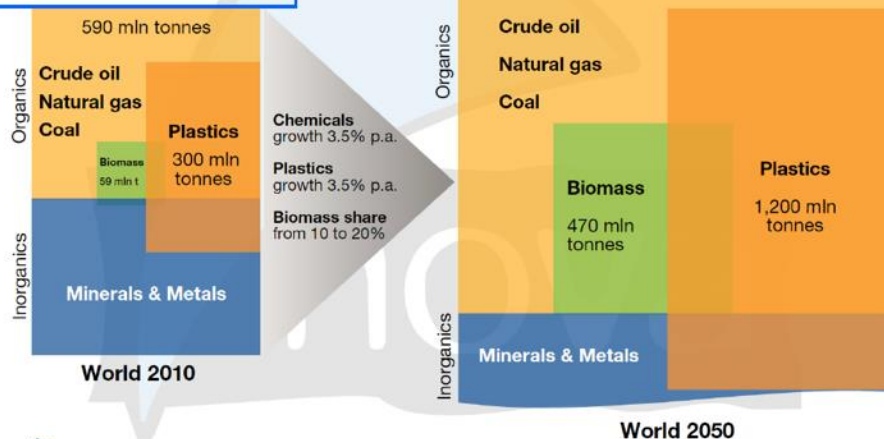 590 mln tonnes
Organics
Crude oil
Natural gas
Coal
Plastics
300 mln
tonnes
Biomass
59 mln t
Inorganics
Minerals & Metals
World 2010
Chemicals
growth 3.5% p.a.
Plastics
growth 3.5% p.a.
Biomass share
from 10 to 20%
Organics
Crude oil
Natural gas
Coal
Biomass
470 mln
tonnes
Plastics
1,200 mln
tonnes
Inorganics
Minerals & Metals
World 2050
nova